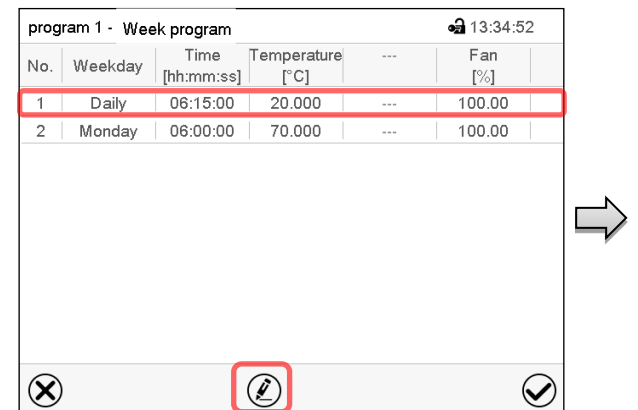 program 1 - Week program 13:34:52
No. Weekday Time [hh:mm:ss] Temperature [°C] --- Fan [%]
1 Daily 06:15:00 20.000 --- 100.00
2 Monday 06:00:00 70.000 --- 100.00